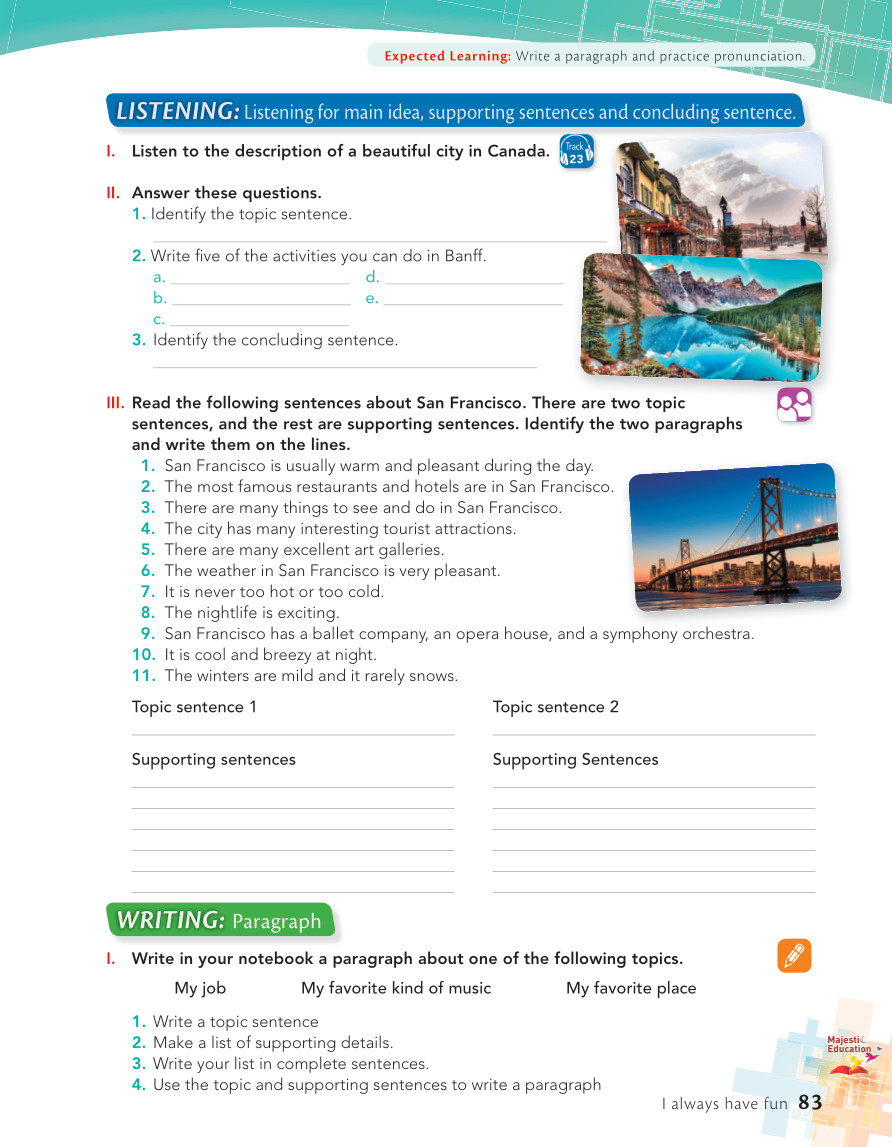 Expected Learning: Write a paragraph and practice pronunciation.
LISTENING: Listening for main idea, supporting sentences and concluding sentence.
I. Listen to the description of a beautiful city in Canada.
Track
23
II. Answer these questions.
1. Identify the topic sentence.
2. Write five of the activities you can do in Banff.
a. d.
b. e.
c.
3. Identify the concluding sentence.
III. Read the following sentences about San Francisco. There are two topic
sentences, and the rest are supporting sentences. Identify the two paragraphs
and write them on the lines.
1. San Francisco is usually warm and pleasant during the day.
2. The most famous restaurants and hotels are in San Francisco.
3. There are many things to see and do in San Francisco.
4. The city has many interesting tourist attractions.
5. There are many excellent art galleries.
6. The weather in San Francisco is very pleasant.
7. It is never too hot or too cold.
8. The nightlife is exciting.
9. San Francisco has a ballet company, an opera house, and a symphony orchestra.
10. It is cool and breezy at night.
11. The winters are mild and it rarely snows.
Topic sentence 1 Topic sentence 2
Supporting sentences Supporting Sentences
WRITING: Paragraph
I. Write in your notebook a paragraph about one of the following topics.
My job My favorite kind of music My favorite place
1. Write a topic sentence
2. Make a list of supporting details.
3. Write your list in complete sentences.
4. Use the topic and supporting sentences to write a paragraph
Majestic
Education
I always have fun 83